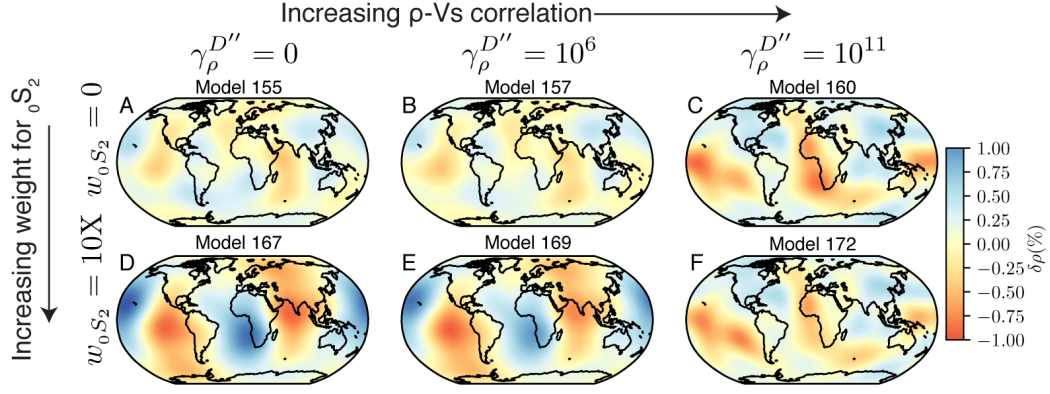 Increasing ρ-Vs correlation
γ_ρ^{D''} = 0
γ_ρ^{D''} = 10^6
γ_ρ^{D''} = 10^{11}
Increasing weight for ₀S₂
w_{₀S₂} = 0
Model 155
Model 157
Model 160
A
B
C
w_{₀S₂} = 10X
Model 167
Model 169
Model 172
D
E
F
1.00
0.75
0.50
0.25
0.00
−0.25
−0.50
−0.75
−1.00
δρ(%)